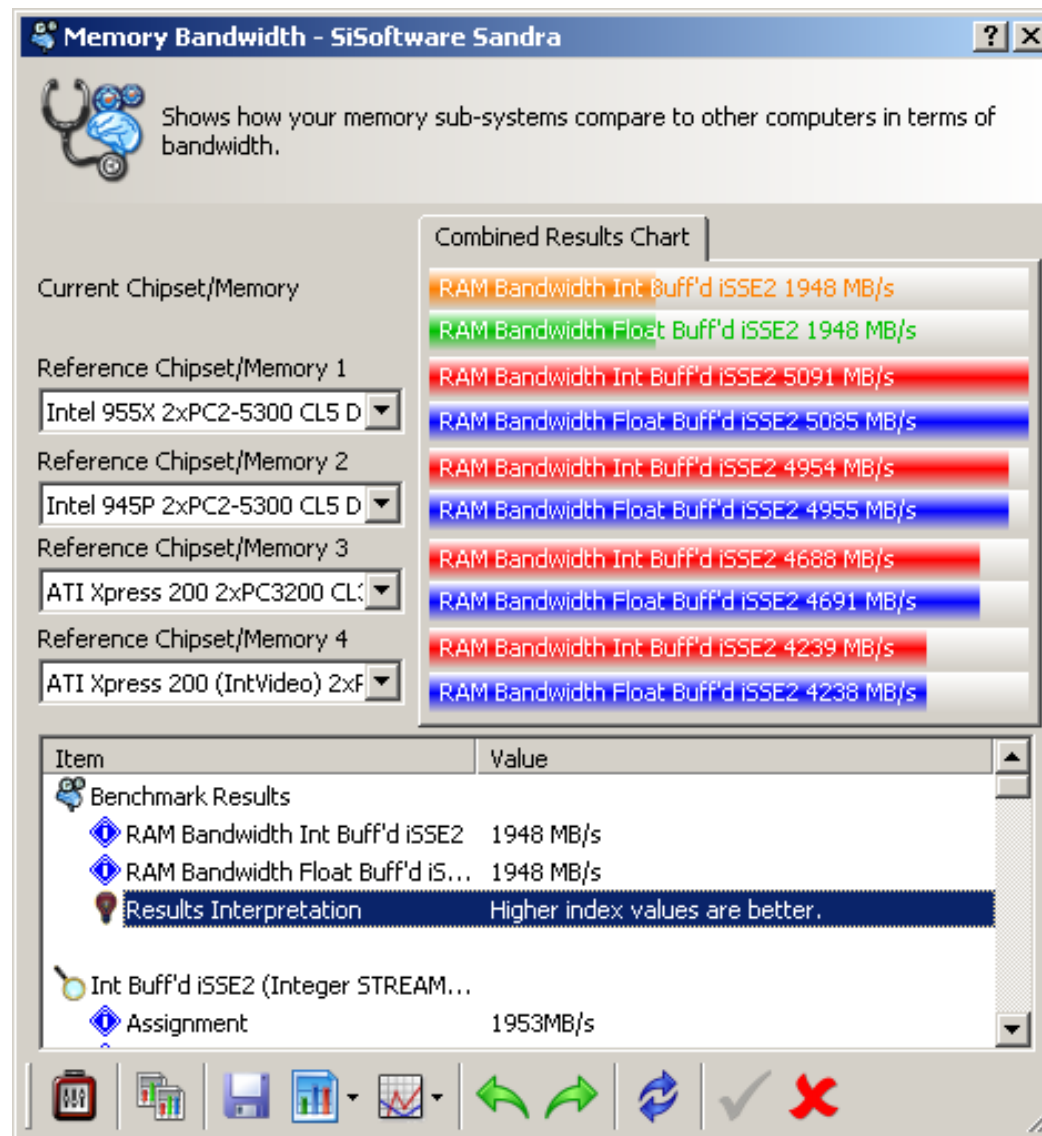 Memory Bandwidth - SiSoftware Sandra
Shows how your memory sub-systems compare to other computers in terms of
bandwidth.
Combined Results Chart
Current Chipset/Memory
RAM Bandwidth Int Buff'd iSSE2 1948 MB/s
RAM Bandwidth Float Buff'd iSSE2 1948 MB/s
Reference Chipset/Memory 1
Intel 955X 2xPC2-5300 CL5 D
RAM Bandwidth Int Buff'd iSSE2 5091 MB/s
RAM Bandwidth Float Buff'd iSSE2 5085 MB/s
Reference Chipset/Memory 2
Intel 945P 2xPC2-5300 CL5 D
RAM Bandwidth Int Buff'd iSSE2 4954 MB/s
RAM Bandwidth Float Buff'd iSSE2 4955 MB/s
Reference Chipset/Memory 3
ATI Xpress 200 2xPC3200 CL
RAM Bandwidth Int Buff'd iSSE2 4688 MB/s
RAM Bandwidth Float Buff'd iSSE2 4691 MB/s
Reference Chipset/Memory 4
ATI Xpress 200 (IntVideo) 2x
RAM Bandwidth Int Buff'd iSSE2 4239 MB/s
RAM Bandwidth Float Buff'd iSSE2 4238 MB/s
Item Value
Benchmark Results
RAM Bandwidth Int Buff'd iSSE2 1948 MB/s
RAM Bandwidth Float Buff'd iS... 1948 MB/s
Results Interpretation Higher index values are better.
Int Buff'd iSSE2 (Integer STREAM...
Assignment 1953MB/s